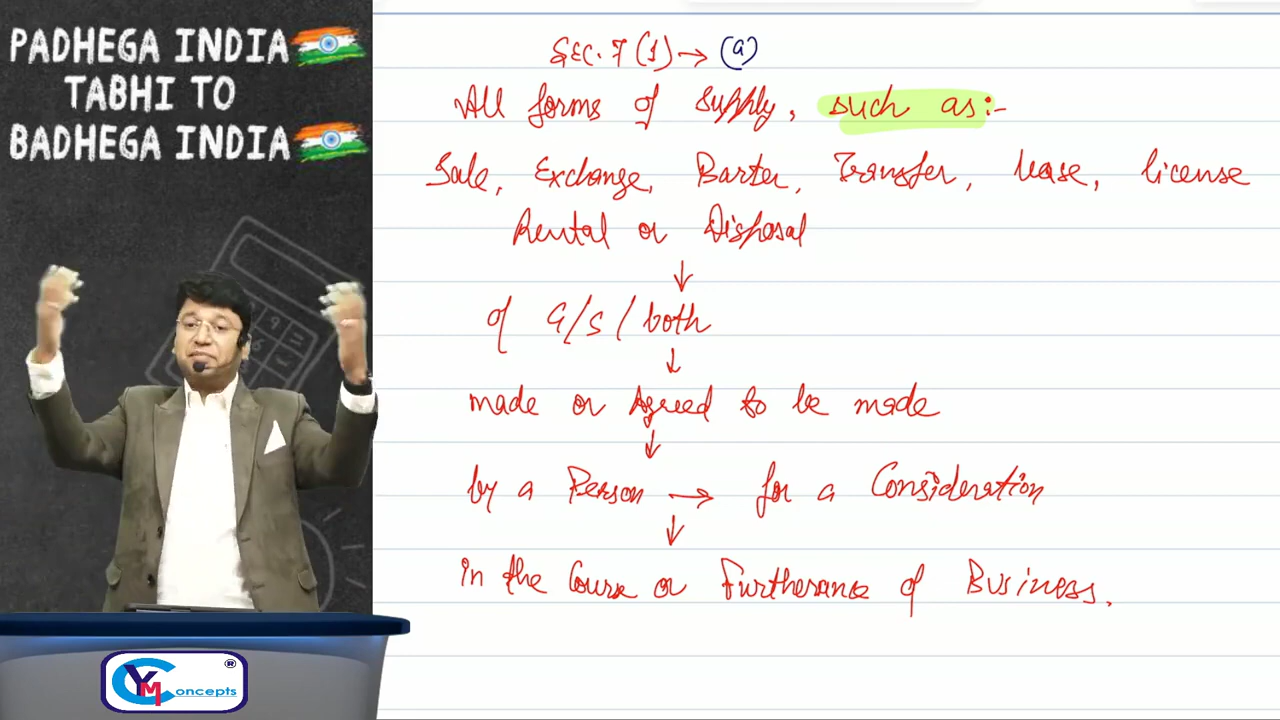 PADHEGA INDIA
TABHI TO
BADHEGA INDIA
SEC. 7 (1) → (a)
All forms of Supply, such as:-
Sale, Exchange, Barter, Transfer, lease, license
Rental or Disposal
↓
of G/S/both
↓
made or Agreed to be made
↓
by a Person → for a Consideration
↓
in the Course or Furtherance of Business.
CYM Concepts ®